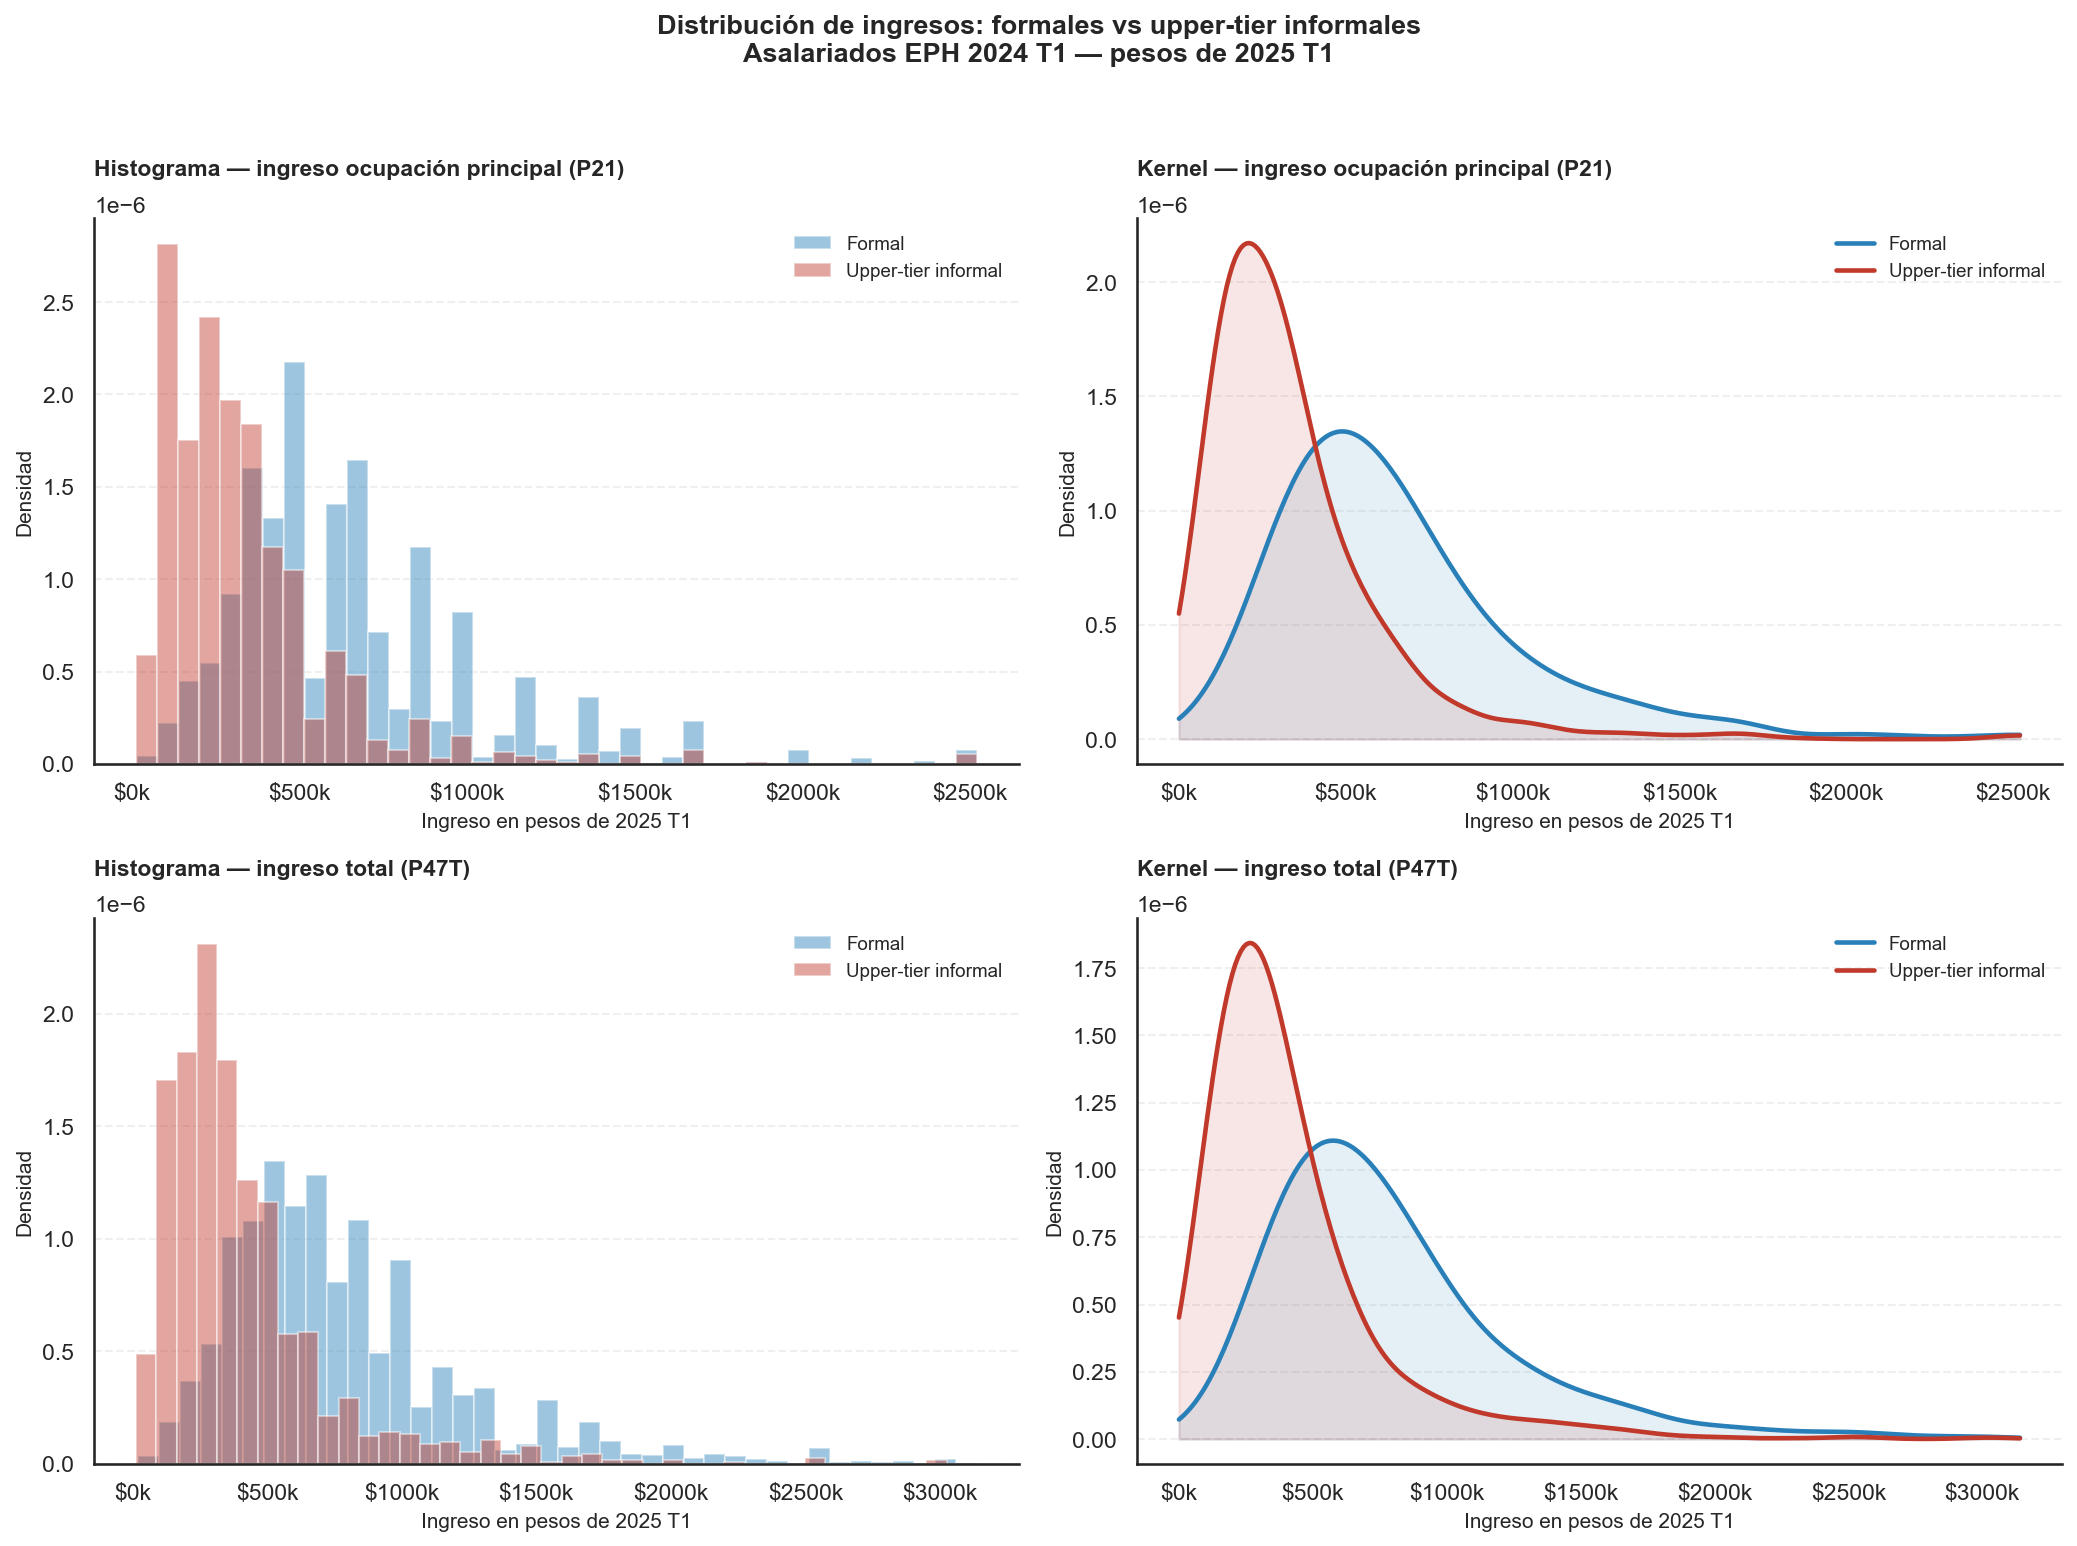 Distribución de ingresos: formales vs upper-tier informales
Asalariados EPH 2024 T1 — pesos de 2025 T1
Histograma — ingreso ocupación principal (P21)
1e−6
Formal
Upper-tier informal
2.5
2.0
1.5
1.0
0.5
0.0
Densidad
$0k $500k $1000k $1500k $2000k $2500k
Ingreso en pesos de 2025 T1
Kernel — ingreso ocupación principal (P21)
1e−6
Formal
Upper-tier informal
2.0
1.5
1.0
0.5
0.0
Densidad
$0k $500k $1000k $1500k $2000k $2500k
Ingreso en pesos de 2025 T1
Histograma — ingreso total (P47T)
1e−6
Formal
Upper-tier informal
2.0
1.5
1.0
0.5
0.0
Densidad
$0k $500k $1000k $1500k $2000k $2500k $3000k
Ingreso en pesos de 2025 T1
Kernel — ingreso total (P47T)
1e−6
Formal
Upper-tier informal
1.75
1.50
1.25
1.00
0.75
0.50
0.25
0.00
Densidad
$0k $500k $1000k $1500k $2000k $2500k $3000k
Ingreso en pesos de 2025 T1